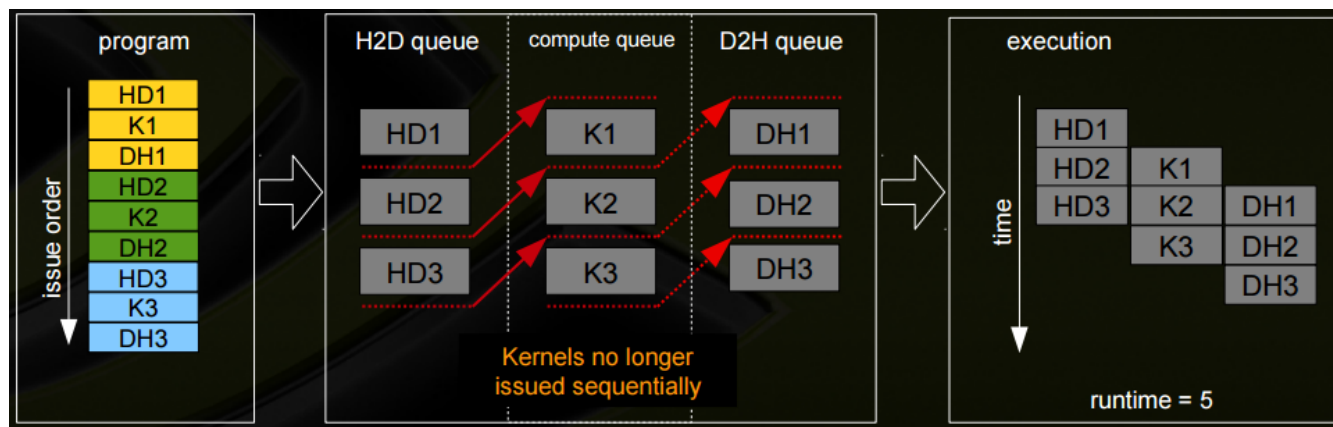 program
issue order
HD1
K1
DH1
HD2
K2
DH2
HD3
K3
DH3
H2D queue
HD1
HD2
HD3
compute queue
K1
K2
K3
D2H queue
DH1
DH2
DH3
Kernels no longer
issued sequentially
execution
time
HD1
HD2 K1
HD3 K2 DH1
K3 DH2
DH3
runtime = 5